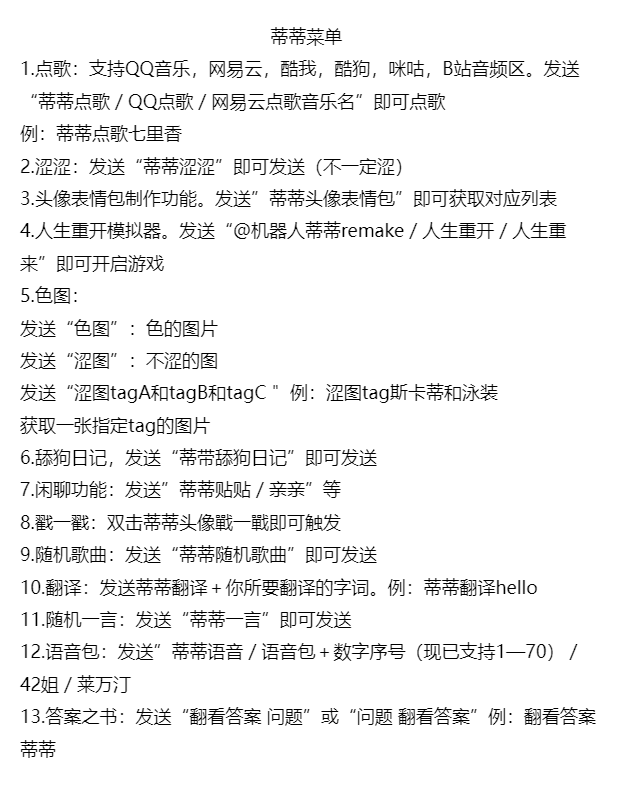 蒂蒂菜单
1.点歌：支持QQ音乐，网易云，酷我，酷狗，咪咕，B站音频区。发送
“蒂蒂点歌 / QQ点歌 / 网易云点歌音乐名”即可点歌
例：蒂蒂点歌七里香
2.涩涩：发送“蒂蒂涩涩”即可发送（不一定涩）
3.头像表情包制作功能。发送”蒂蒂头像表情包”即可获取对应列表
4.人生重开模拟器。发送“@机器人蒂蒂remake / 人生重开 / 人生重
来”即可开启游戏
5.色图：
发送“色图”：色的图片
发送“涩图”：不涩的图
发送“涩图tagA和tagB和tagC＂例：涩图tag斯卡蒂和泳装
获取一张指定tag的图片
6.舔狗日记，发送“蒂带舔狗日记”即可发送
7.闲聊功能：发送”蒂蒂贴贴 / 亲亲”等
8.戳一戳：双击蒂蒂头像戰一戰即可触发
9.随机歌曲：发送“蒂蒂随机歌曲”即可发送
10.翻译：发送蒂蒂翻译 + 你所要翻译的字词。例：蒂蒂翻译hello
11.随机一言：发送“蒂蒂一言”即可发送
12.语音包：发送”蒂蒂语音 / 语音包 + 数字序号（现已支持1—70） /
42姐 / 莱万汀
13.答案之书：发送“翻看答案 问题”或“问题 翻看答案”例：翻看答案
蒂蒂